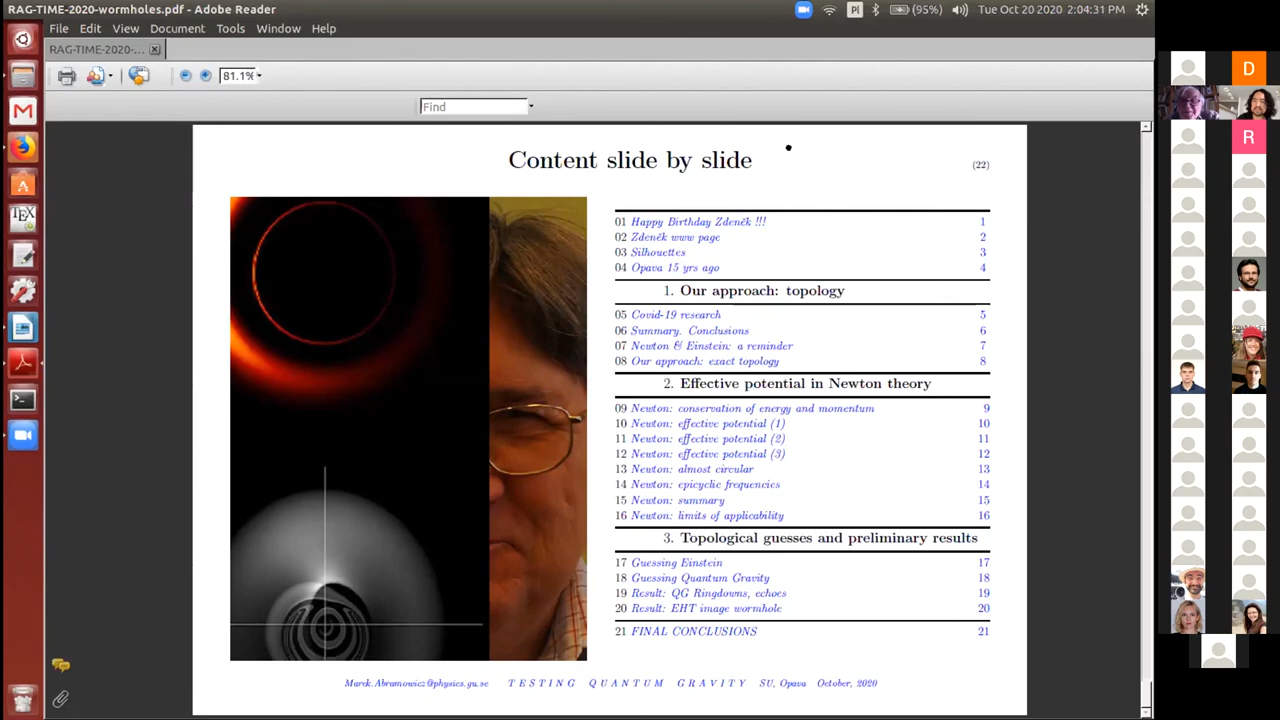 RAG-TIME-2020-wormholes.pdf - Adobe Reader
Pl
(95%)
Tue Oct 20 2020 2:04:31 PM
File Edit View Document Tools Window Help
RAG-TIME-2020-...
81.1%
Find
Content slide by slide
(22)
01 Happy Birthday Zdeněk !!! 1
02 Zdeněk www page 2
03 Silhouettes 3
04 Opava 15 yrs ago 4
1. Our approach: topology
05 Covid-19 research 5
06 Summary. Conclusions 6
07 Newton & Einstein: a reminder 7
08 Our approach: exact topology 8
2. Effective potential in Newton theory
09 Newton: conservation of energy and momentum 9
10 Newton: effective potential (1) 10
11 Newton: effective potential (2) 11
12 Newton: effective potential (3) 12
13 Newton: almost circular 13
14 Newton: epicyclic frequencies 14
15 Newton: summary 15
16 Newton: limits of applicability 16
3. Topological guesses and preliminary results
17 Guessing Einstein 17
18 Guessing Quantum Gravity 18
19 Result: QG Ringdowns, echoes 19
20 Result: EHT image wormhole 20
21 FINAL CONCLUSIONS 21
Marek.Abramowicz@physics.gu.se T E S T I N G Q U A N T U M G R A V I T Y SU, Opava October, 2020
TEX
D
R